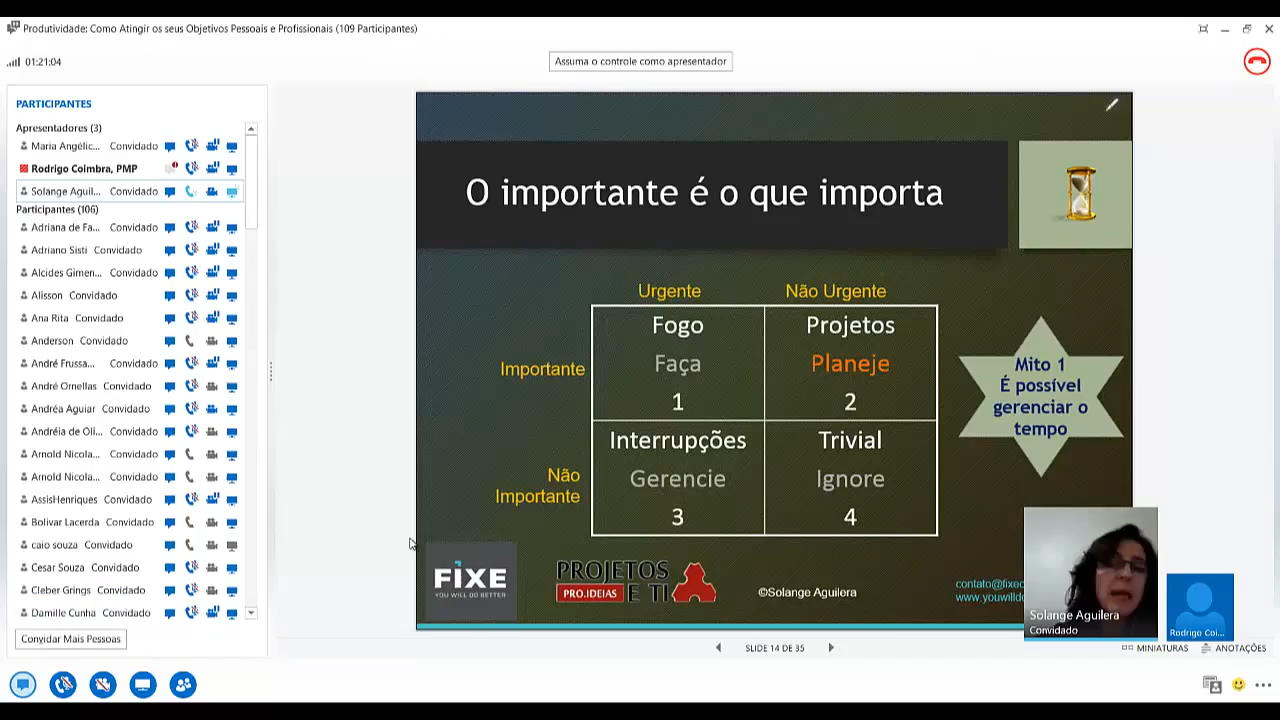 Produtividade: Como Atingir os seus Objetivos Pessoais e Profissionais (109 Participantes)
01:21:04
Assuma o controle como apresentador
PARTICIPANTES
Apresentadores (3)
Maria Angélic... Convidado
Rodrigo Coimbra, PMP
Solange Aguil... Convidado
Participantes (106)
Adriana de Fa... Convidado
Adriano Sisti Convidado
Alcides Gimen... Convidado
Alisson Convidado
Ana Rita Convidado
Anderson Convidado
André Frussa... Convidado
André Ornellas Convidado
Andréa Aguiar Convidado
Andréia de Oli... Convidado
Arnold Nicola... Convidado
Arnold Nicola... Convidado
AssisHenriques Convidado
Bolivar Lacerda Convidado
caio souza Convidado
Cesar Souza Convidado
Cleber Grings Convidado
Damille Cunha Convidado
Convidar Mais Pessoas
O importante é o que importa
Urgente Não Urgente
Importante
Fogo
Faça
1
Projetos
Planeje
2
Não
Importante
Interrupções
Gerencie
3
Trivial
Ignore
4
Mito 1
É possível
gerenciar o
tempo
FIXE
YOU WILL DO BETTER
PROJETOS
PRO.IDEIAS E TI
©Solange Aguilera
contato@fixec
www.youwilldo
Solange Aguilera
Convidado
Rodrigo Coi...
SLIDE 14 DE 35
MINIATURAS
ANOTAÇÕES